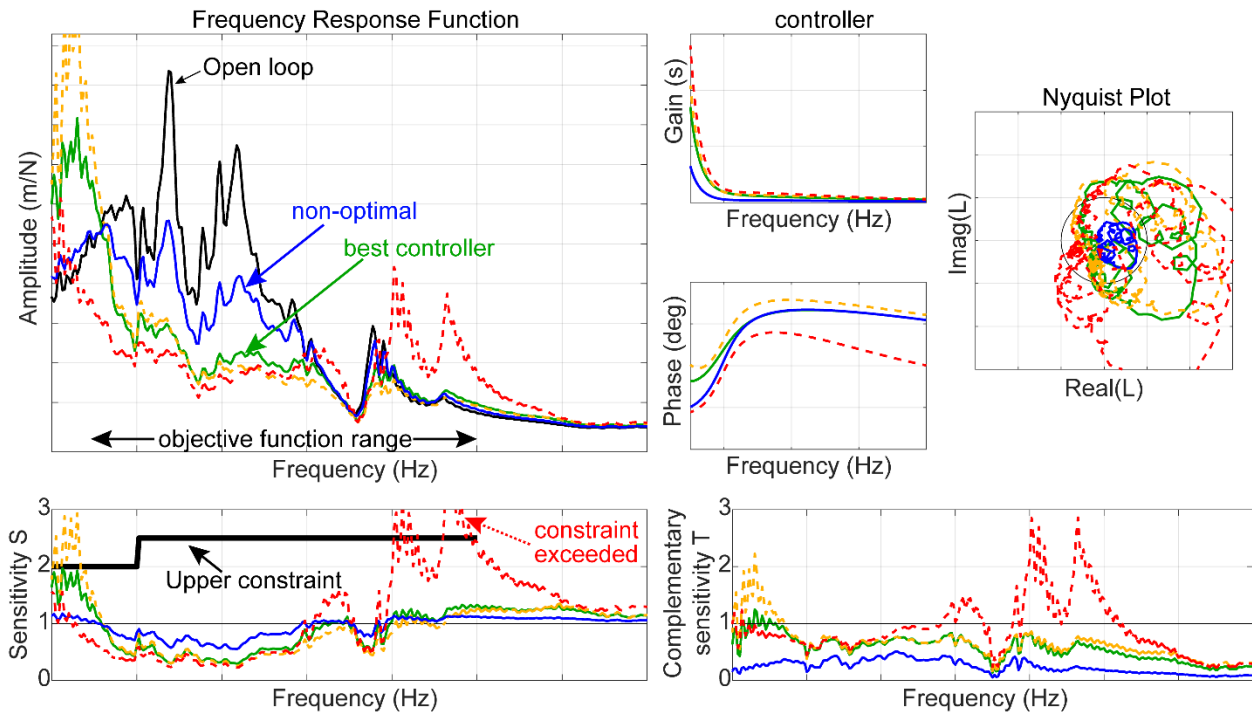 Frequency Response Function
Open loop
non-optimal
best controller
objective function range
Amplitude (m/N)
Frequency (Hz)
controller
Gain (s)
Frequency (Hz)
Phase (deg)
Frequency (Hz)
Nyquist Plot
Imag(L)
Real(L)
3
2
1
0
Sensitivity S
Upper constraint
constraint
exceeded
Frequency (Hz)
3
2
1
0
Complementary
sensitivity T
Frequency (Hz)